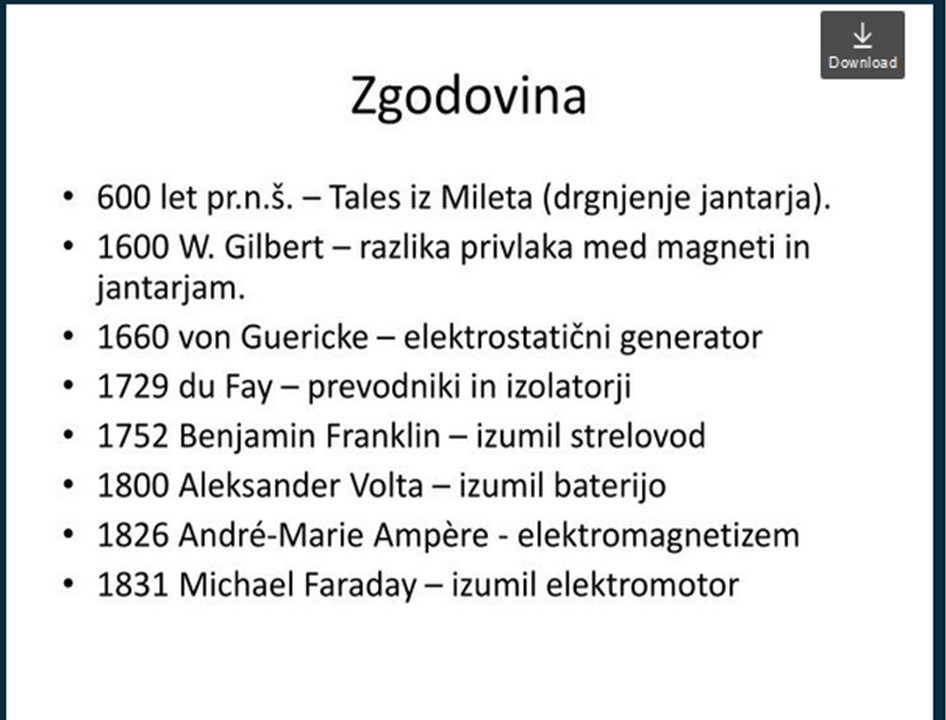 Download
Zgodovina
• 600 let pr.n.š. – Tales iz Mileta (drgnjenje jantarja).
• 1600 W. Gilbert – razlika privlaka med magneti in
jantarjam.
• 1660 von Guericke – elektrostatični generator
• 1729 du Fay – prevodniki in izolatorji
• 1752 Benjamin Franklin – izumil strelovod
• 1800 Aleksander Volta – izumil baterijo
• 1826 André-Marie Ampère - elektromagnetizem
• 1831 Michael Faraday – izumil elektromotor